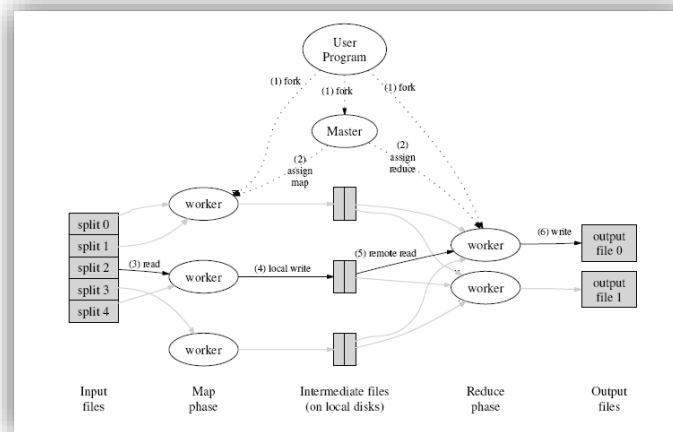 User
Program
(1) fork
(1) fork
(1) fork
Master
(2)
assign
map
(2)
assign
reduce
worker
split 0
split 1
split 2
split 3
split 4
(3) read
worker
(4) local write
(5) remote read
worker
(6) write
output
file 0
worker
output
file 1
worker
Input
files
Map
phase
Intermediate files
(on local disks)
Reduce
phase
Output
files